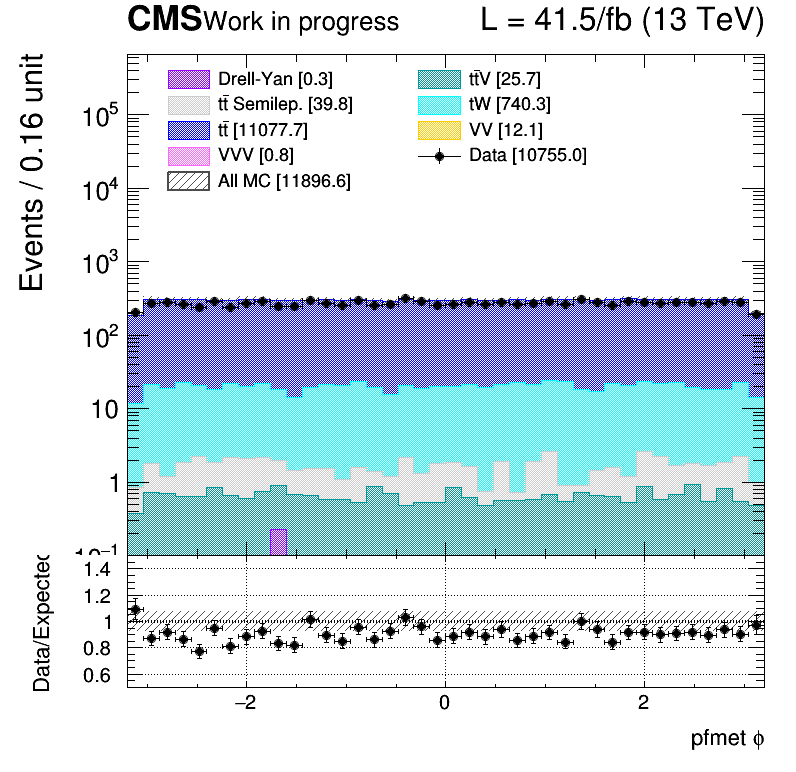 CMS Work in progress L = 41.5/fb (13 TeV)
Events / 0.16 unit
Drell-Yan [0.3]
tt̄ Semilep. [39.8]
tt̄ [11077.7]
VVV [0.8]
All MC [11896.6]
tt̄V [25.7]
tW [740.3]
VV [12.1]
Data [10755.0]
10⁵
10⁴
10³
10²
10
1
10⁻¹
Data/Expected
1.4
1.2
1
0.8
0.6
−2 0 2
pfmet ϕ